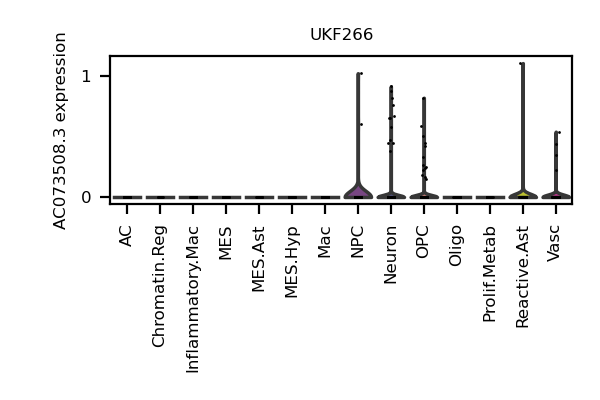 UKF266
AC073508.3 expression
1
0
AC
Chromatin.Reg
Inflammatory.Mac
MES
MES.Ast
MES.Hyp
Mac
NPC
Neuron
OPC
Oligo
Prolif.Metab
Reactive.Ast
Vasc